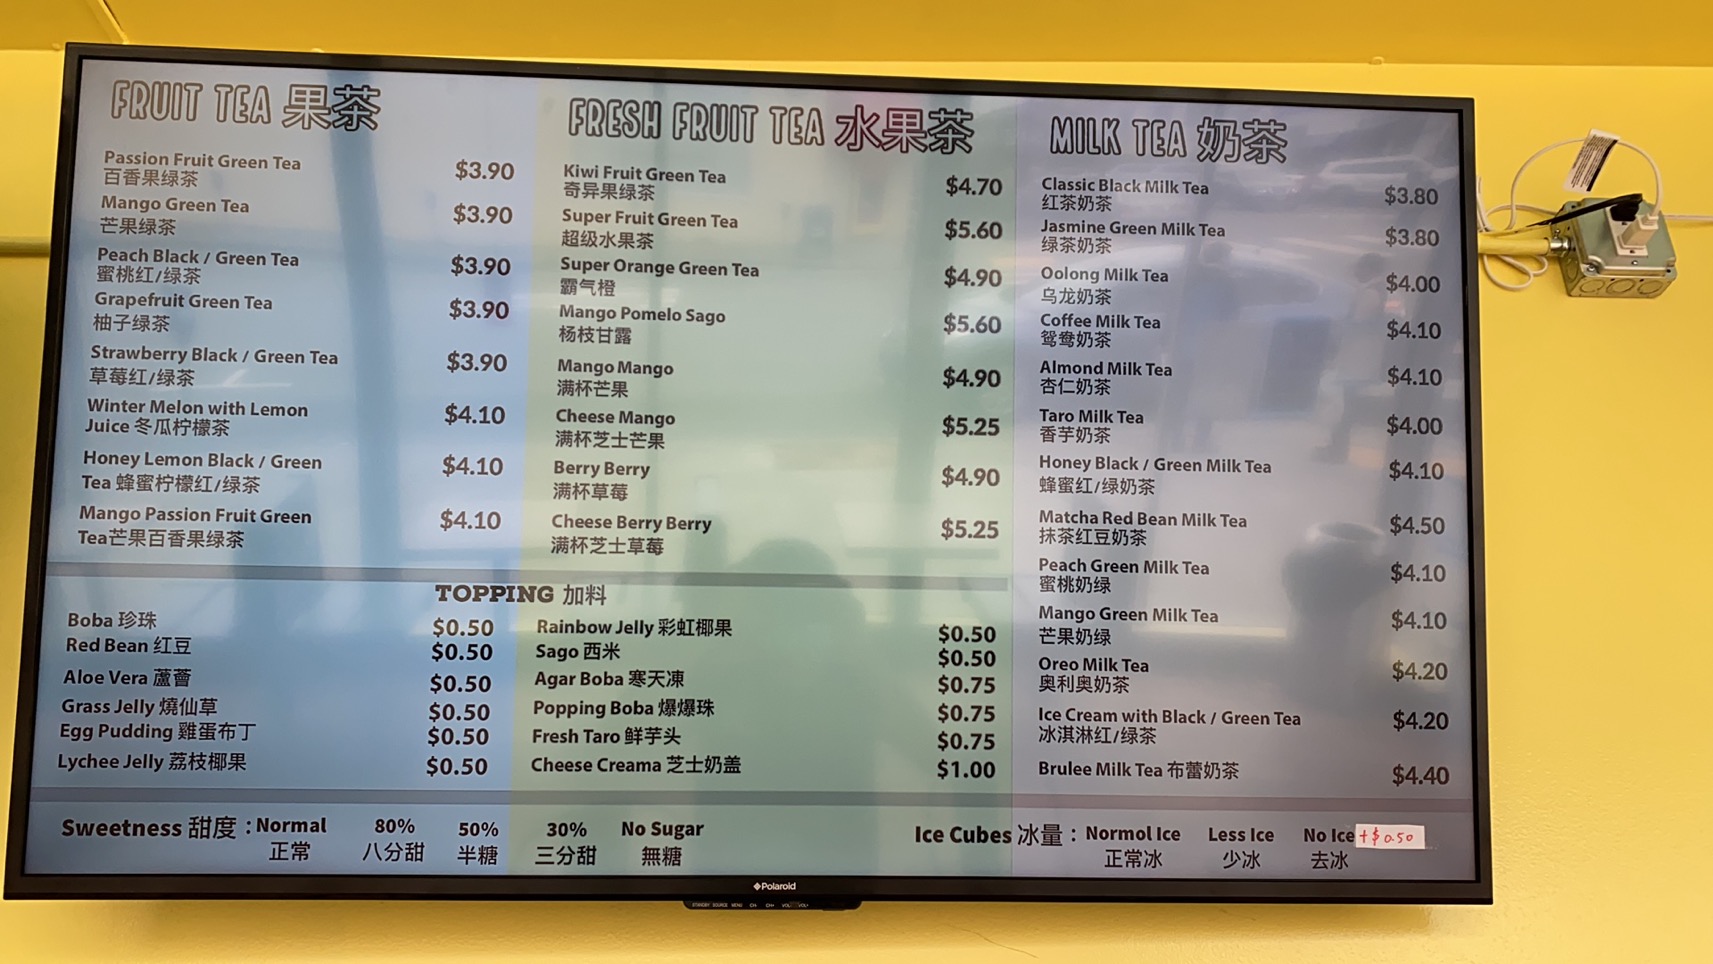 FRUIT TEA 果茶
Passion Fruit Green Tea $3.90
百香果绿茶
Mango Green Tea $3.90
芒果绿茶
Peach Black / Green Tea $3.90
蜜桃红/绿茶
Grapefruit Green Tea $3.90
柚子绿茶
Strawberry Black / Green Tea $3.90
草莓红/绿茶
Winter Melon with Lemon $4.10
Juice 冬瓜柠檬茶
Honey Lemon Black / Green $4.10
Tea 蜂蜜柠檬红/绿茶
Mango Passion Fruit Green $4.10
Tea芒果百香果绿茶
FRESH FRUIT TEA 水果茶
Kiwi Fruit Green Tea $4.70
奇异果绿茶
Super Fruit Green Tea $5.60
超级水果茶
Super Orange Green Tea $4.90
霸气橙
Mango Pomelo Sago $5.60
杨枝甘露
Mango Mango $4.90
满杯芒果
Cheese Mango $5.25
满杯芝士芒果
Berry Berry $4.90
满杯草莓
Cheese Berry Berry $5.25
满杯芝士草莓
MILK TEA 奶茶
Classic Black Milk Tea $3.80
红茶奶茶
Jasmine Green Milk Tea $3.80
绿茶奶茶
Oolong Milk Tea $4.00
乌龙奶茶
Coffee Milk Tea $4.10
鸳鸯奶茶
Almond Milk Tea $4.10
杏仁奶茶
Taro Milk Tea $4.00
香芋奶茶
Honey Black / Green Milk Tea $4.10
蜂蜜红/绿奶茶
Matcha Red Bean Milk Tea $4.50
抹茶红豆奶茶
Peach Green Milk Tea $4.10
蜜桃奶绿
Mango Green Milk Tea $4.10
芒果奶绿
Oreo Milk Tea $4.20
奥利奥奶茶
Ice Cream with Black / Green Tea $4.20
冰淇淋红/绿茶
Brulee Milk Tea 布蕾奶茶 $4.40
TOPPING 加料
Boba 珍珠 $0.50
Red Bean 红豆 $0.50
Aloe Vera 蘆薈 $0.50
Grass Jelly 燒仙草 $0.50
Egg Pudding 雞蛋布丁 $0.50
Lychee Jelly 荔枝椰果 $0.50
Rainbow Jelly 彩虹椰果 $0.50
Sago 西米 $0.50
Agar Boba 寒天凍 $0.75
Popping Boba 爆爆珠 $0.75
Fresh Taro 鲜芋头 $0.75
Cheese Creama 芝士奶盖 $1.00
Sweetness 甜度 : Normal 80% 50% 30% No Sugar
正常 八分甜 半糖 三分甜 無糖
Ice Cubes 冰量 : Normol Ice Less Ice No Ice +$0.50
正常冰 少冰 去冰
Polaroid
STANDBY SOURCE MENU CH- CH+ VOL- VOL+